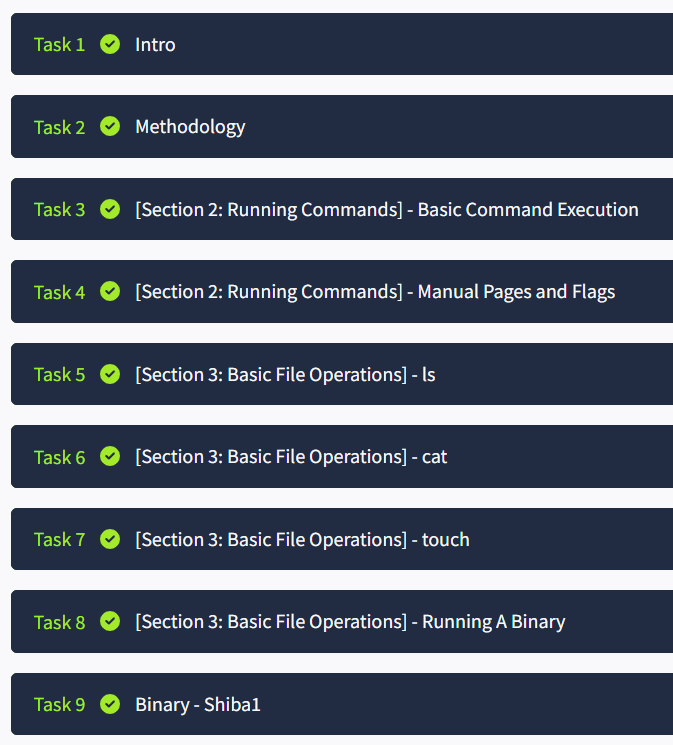 Task 1 Intro
Task 2 Methodology
Task 3 [Section 2: Running Commands] - Basic Command Execution
Task 4 [Section 2: Running Commands] - Manual Pages and Flags
Task 5 [Section 3: Basic File Operations] - ls
Task 6 [Section 3: Basic File Operations] - cat
Task 7 [Section 3: Basic File Operations] - touch
Task 8 [Section 3: Basic File Operations] - Running A Binary
Task 9 Binary - Shiba1